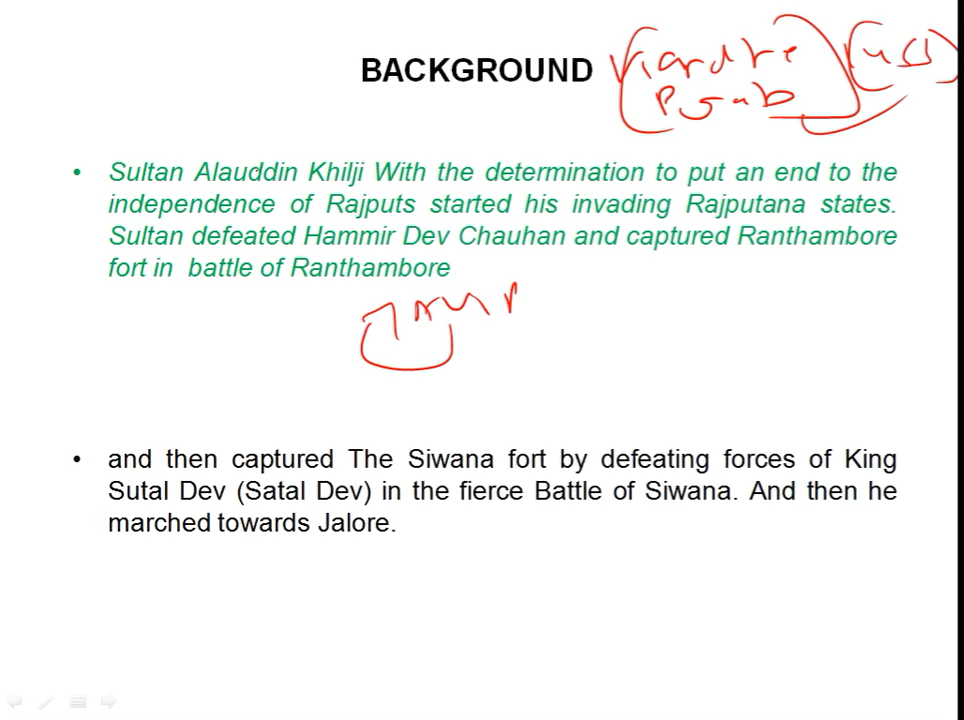 BACKGROUND
• Sultan Alauddin Khilji With the determination to put an end to the
independence of Rajputs started his invading Rajputana states.
Sultan defeated Hammir Dev Chauhan and captured Ranthambore
fort in battle of Ranthambore
• and then captured The Siwana fort by defeating forces of King
Sutal Dev (Satal Dev) in the fierce Battle of Siwana. And then he
marched towards Jalore.